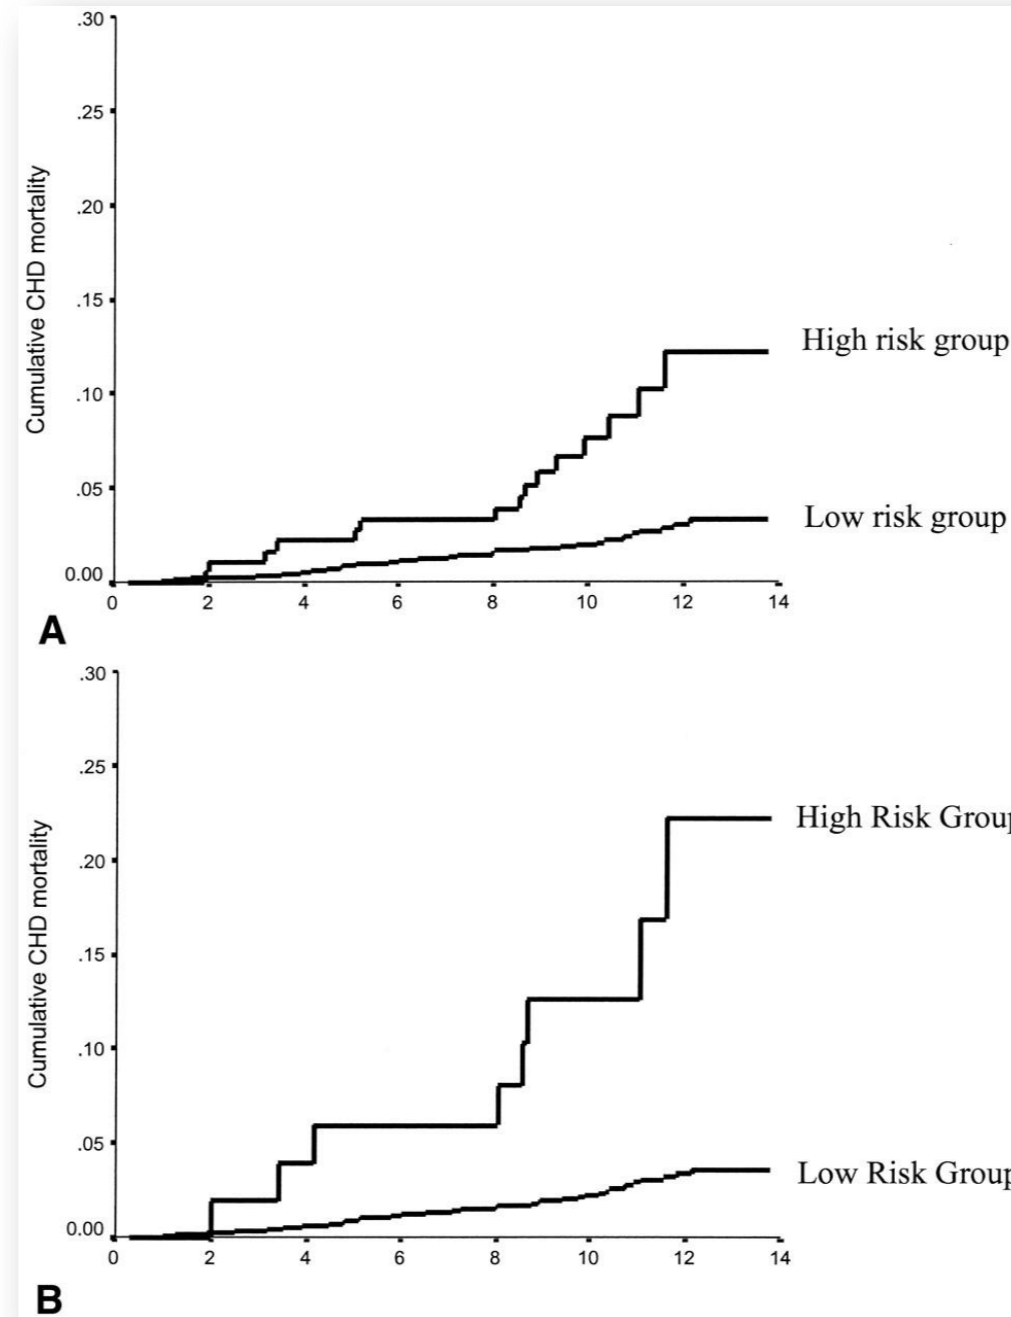 .30
.25
.20
.15
.10
.05
0.00
Cumulative CHD mortality
High risk group
Low risk group
0 2 4 6 8 10 12 14
A
.30
.25
.20
.15
.10
.05
0.00
Cumulative CHD mortality
High Risk Group
Low Risk Group
0 2 4 6 8 10 12 14
B